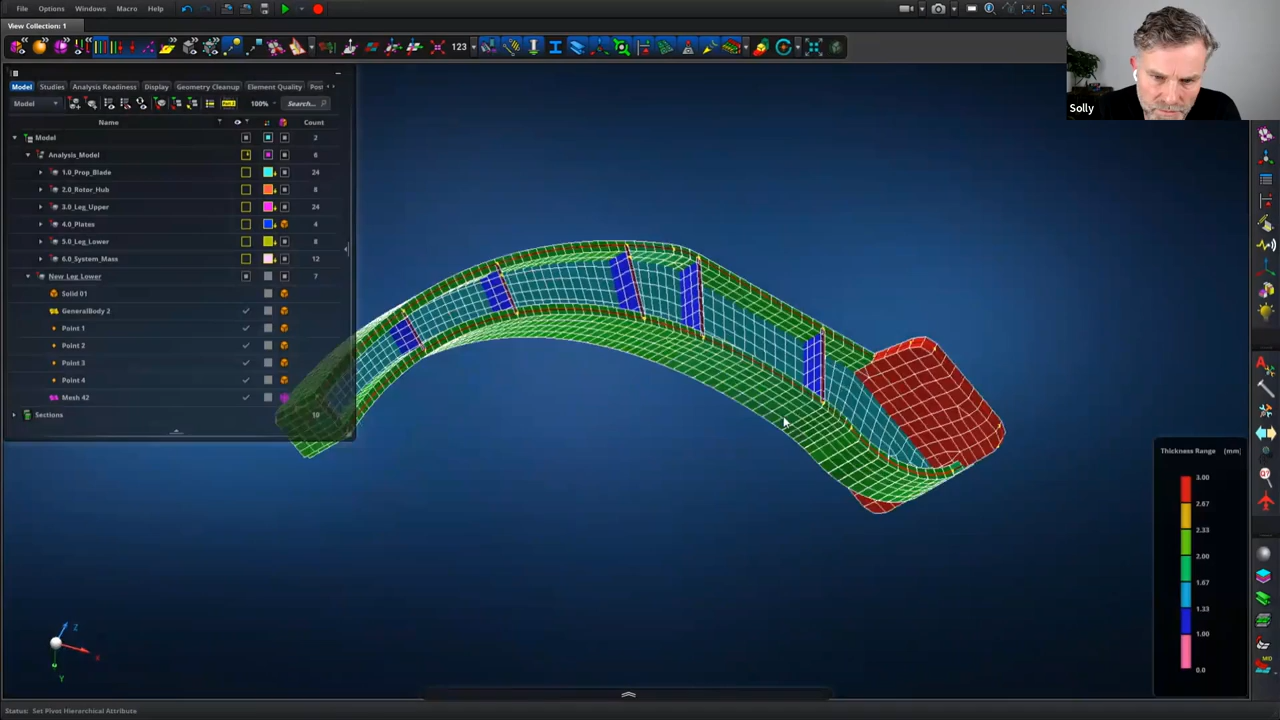 File Options Windows Macro Help
View Collection: 1
123
Solly
Model Studies Analysis Readiness Display Geometry Cleanup Element Quality Post
Model 100% Search...
Name Count
Model 2
Analysis_Model 6
1.0_Prop_Blade 24
2.0_Rotor_Hub 8
3.0_Leg_Upper 24
4.0_Plates 4
5.0_Leg_Lower 8
6.0_System_Mass 12
New_Leg_Lower 7
Solid 01
GeneralBody 2
Point 1
Point 2
Point 3
Point 4
Mesh 42
Sections 10
Thickness Range [mm]
3.00
2.67
2.33
2.00
1.67
1.33
1.00
0.0
Z
X
Y
MID
Status: Set Pivot Hierarchical Attribute